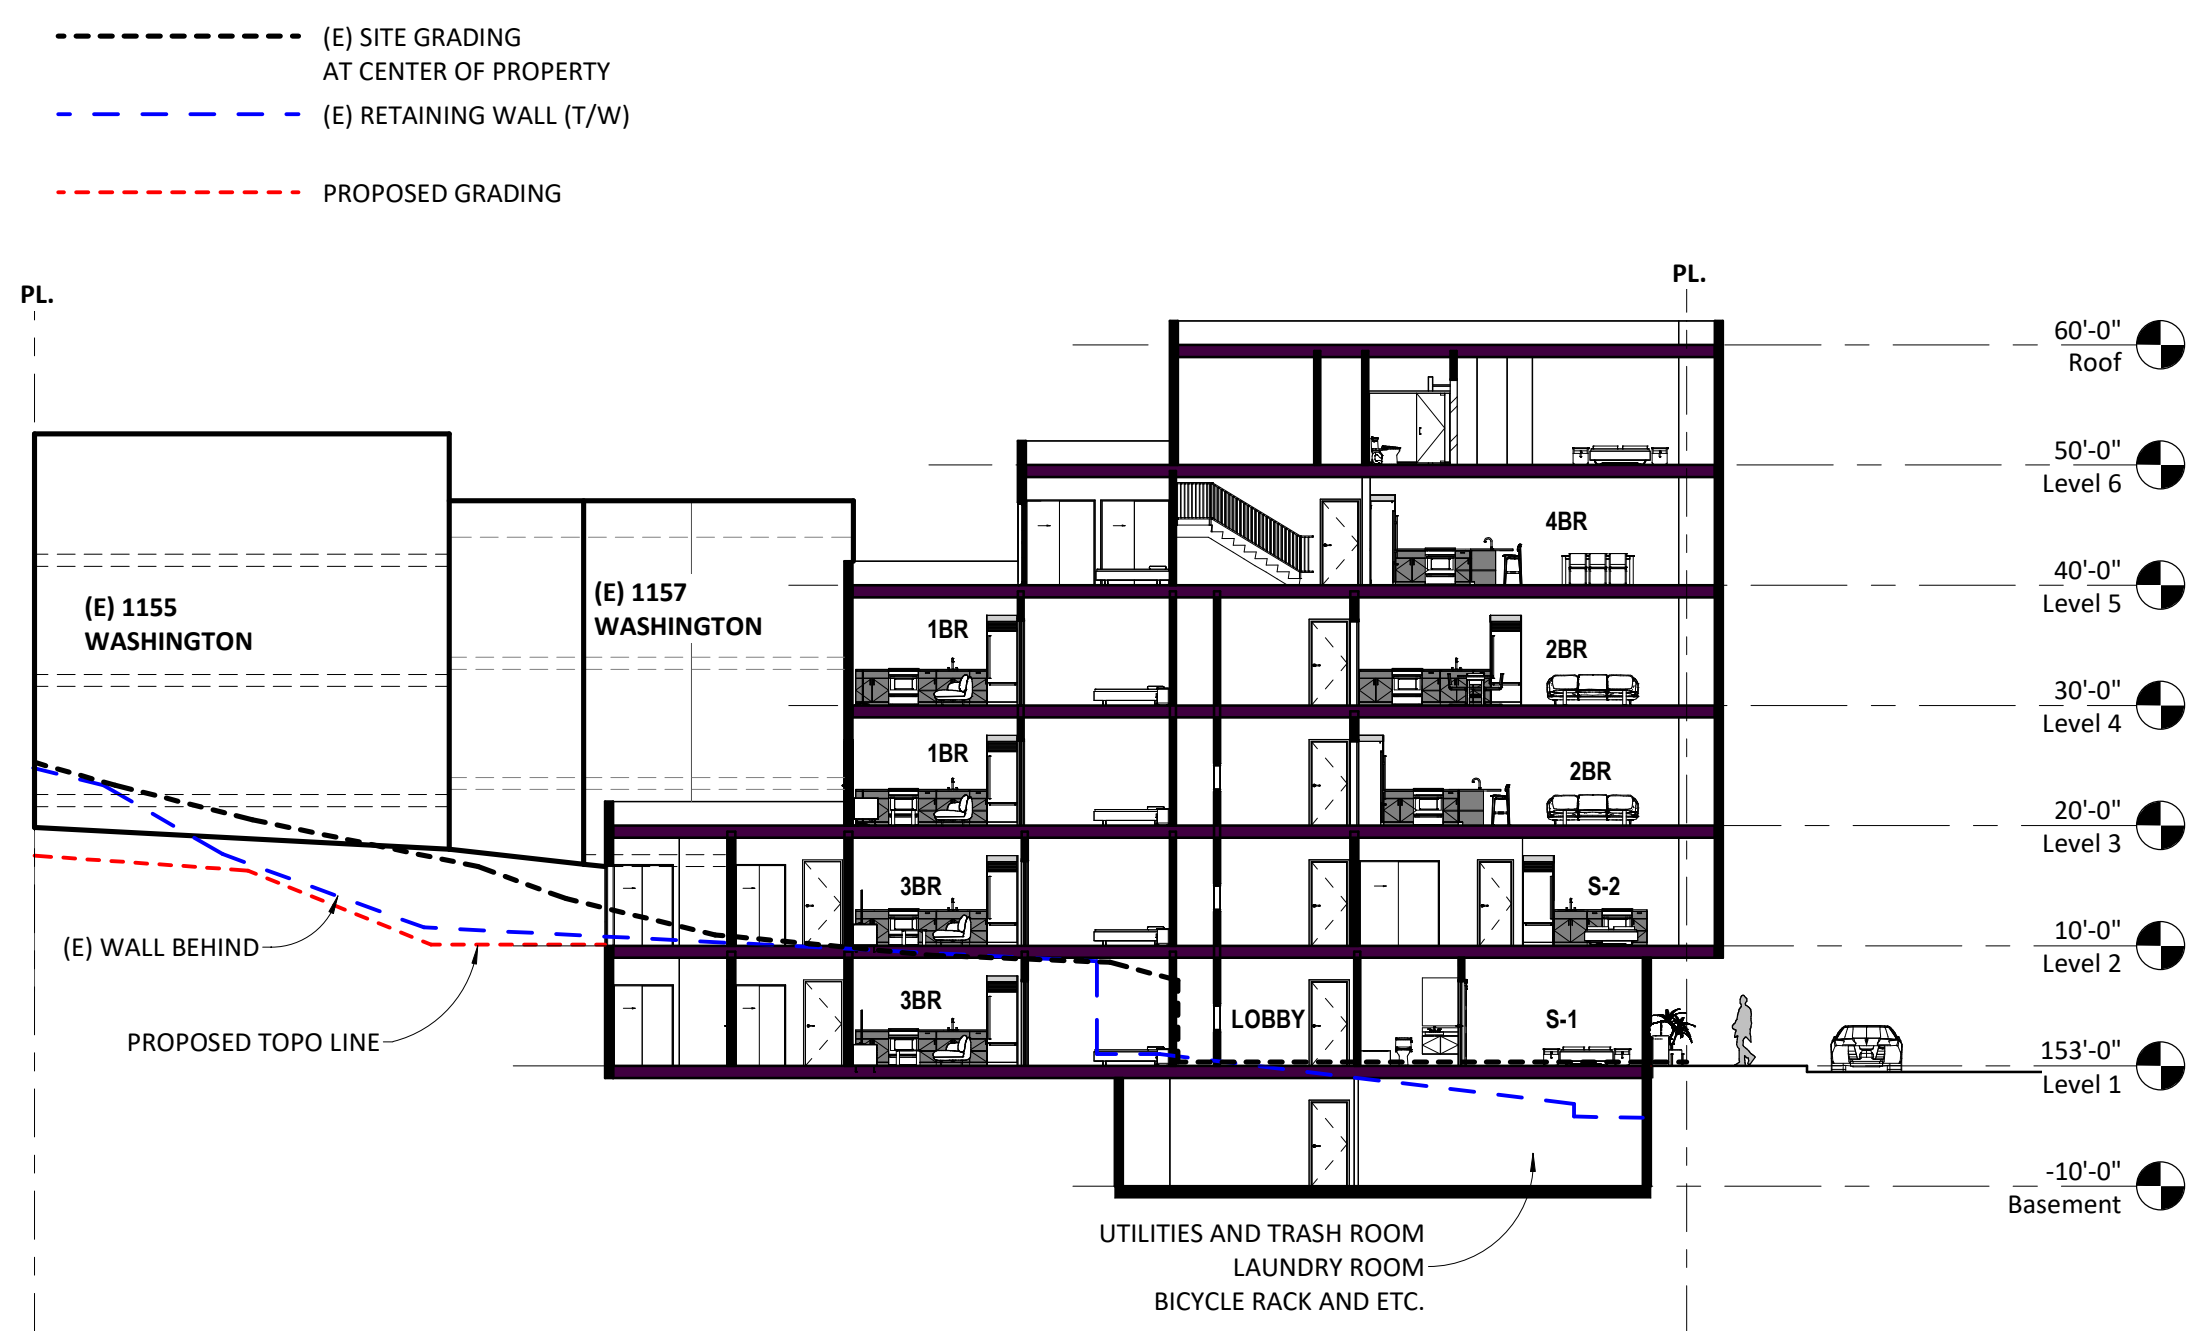 (E) SITE GRADING
AT CENTER OF PROPERTY
(E) RETAINING WALL (T/W)
PROPOSED GRADING
PL.
PL.
60'-0"
Roof
50'-0"
Level 6
4BR
40'-0"
Level 5
(E) 1155
WASHINGTON
(E) 1157
WASHINGTON
1BR
2BR
30'-0"
Level 4
1BR
2BR
20'-0"
Level 3
3BR
S-2
(E) WALL BEHIND
10'-0"
Level 2
3BR
LOBBY
S-1
PROPOSED TOPO LINE
153'-0"
Level 1
-10'-0"
Basement
UTILITIES AND TRASH ROOM
LAUNDRY ROOM
BICYCLE RACK AND ETC.